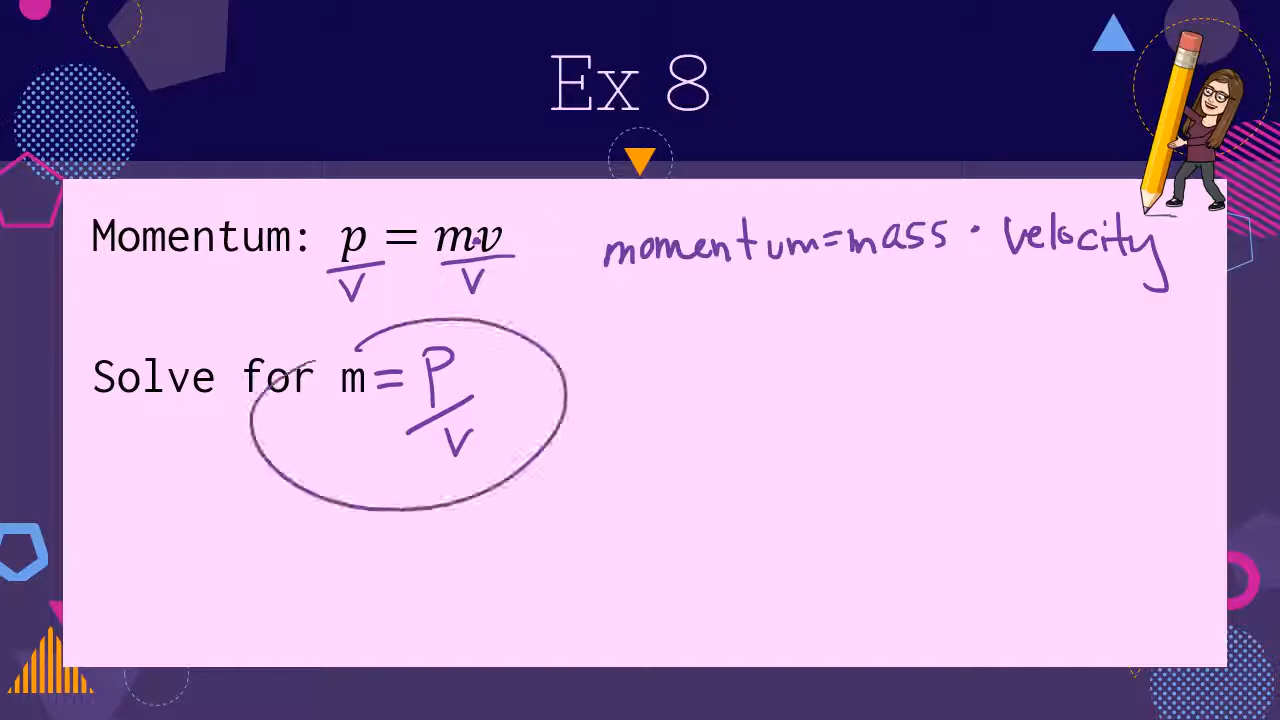 Ex 8
Momentum: p = mv momentum = mass · velocity
v v
Solve for m = P
v